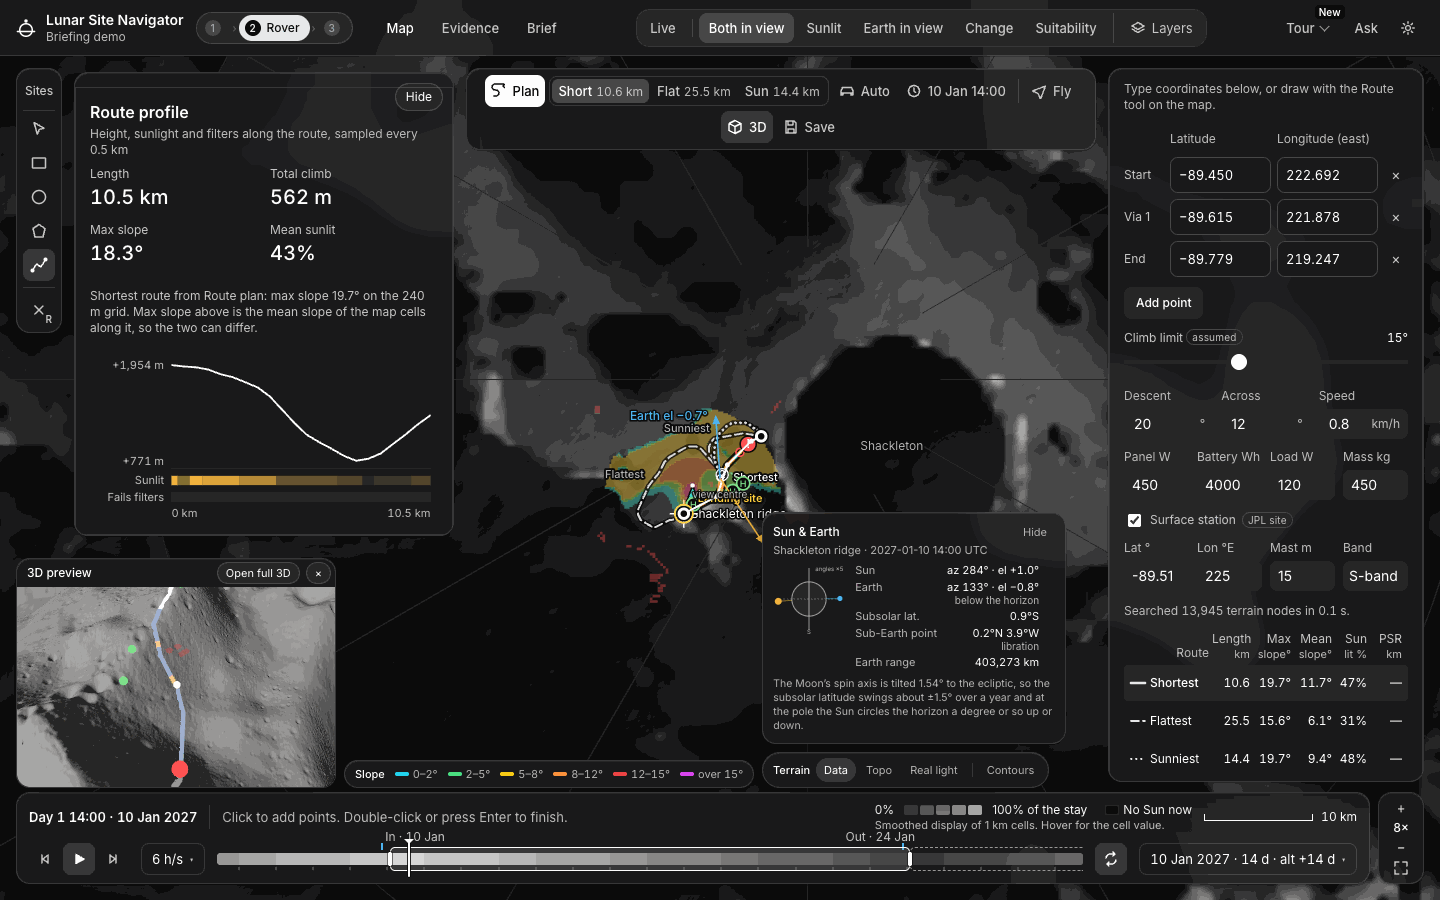 Lunar Site Navigator
Briefing demo
1 › 2 Rover › 3
Map Evidence Brief
Live Both in view Sunlit Earth in view Change Suitability Layers
New
Tour Ask
Sites
R
Hide
Route profile
Height, sunlight and filters along the route, sampled every
0.5 km
Length Total climb
10.5 km 562 m
Max slope Mean sunlit
18.3° 43%
Shortest route from Route plan: max slope 19.7° on the 240
m grid. Max slope above is the mean slope of the map cells
along it, so the two can differ.
+1,954 m
+771 m
Sunlit
Fails filters
0 km 10.5 km
Plan Short 10.6 km Flat 25.5 km Sun 14.4 km Auto 10 Jan 14:00 Fly
3D Save
Earth el −0.7°
Sunniest
Flattest
Shortest
view centre
Shackleton ridge
Shackleton
3D preview Open full 3D ×
Sun & Earth Hide
Shackleton ridge · 2027-01-10 14:00 UTC
angles ×5
S
Sun az 284° · el +1.0°
Earth az 133° · el −0.8°
below the horizon
Subsolar lat. 0.9°S
Sub-Earth point 0.2°N 3.9°W
libration
Earth range 403,273 km
The Moon's spin axis is tilted 1.54° to the ecliptic, so the
subsolar latitude swings about ±1.5° over a year and at
the pole the Sun circles the horizon a degree or so up or
down.
Slope 0–2° 2–5° 5–8° 8–12° 12–15° over 15°
Terrain Data Topo Real light Contours
Type coordinates below, or draw with the Route
tool on the map.
Latitude Longitude (east)
Start −89.450 222.692 ×
Via 1 −89.615 221.878 ×
End −89.779 219.247 ×
Add point
Climb limit assumed 15°
Descent Across Speed
20 ° 12 ° 0.8 km/h
Panel W Battery Wh Load W Mass kg
450 4000 120 450
Surface station JPL site
Lat ° Lon °E Mast m Band
-89.51 225 15 S-band
Searched 13,945 terrain nodes in 0.1 s.
Route Length km Max slope° Mean slope° Sun lit % PSR km
Shortest 10.6 19.7° 11.7° 47% —
Flattest 25.5 15.6° 6.1° 31% —
Sunniest 14.4 19.7° 9.4° 48% —
Day 1 14:00 · 10 Jan 2027 Click to add points. Double-click or press Enter to finish.
0% 100% of the stay No Sun now
Smoothed display of 1 km cells. Hover for the cell value.
10 km
In · 10 Jan Out · 24 Jan
6 h/s
10 Jan 2027 · 14 d · alt +14 d
+
8×
−